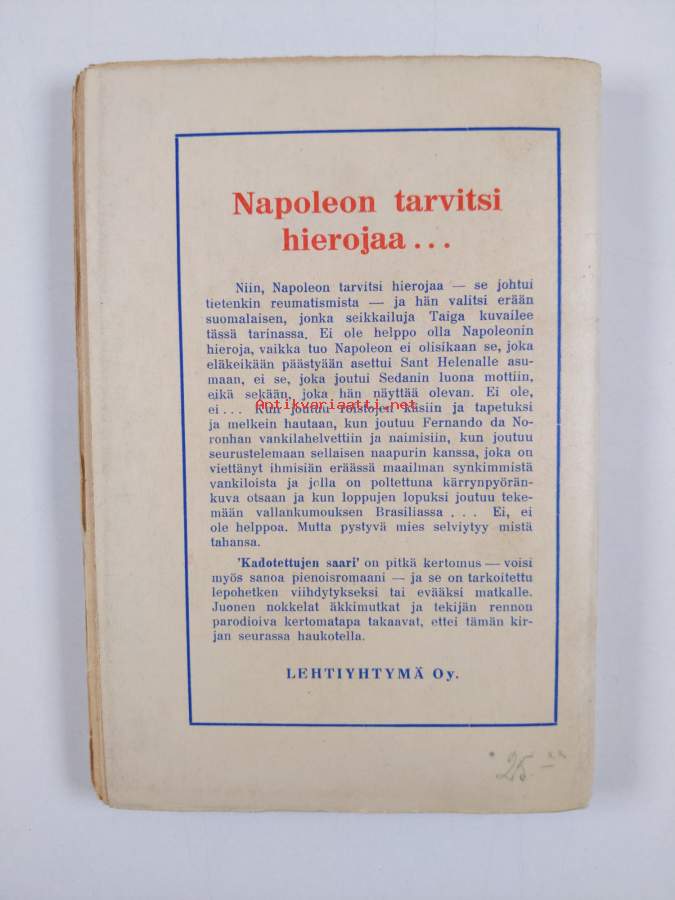 Napoleon tarvitsi
hierojaa...
Niin, Napoleon tarvitsi hierojaa — se johtui
tietenkin reumatismista — ja hän valitsi erään
suomalaisen, jonka seikkailuja Taiga kuvailee
tässä tarinassa. Ei ole helppo olla Napoleonin
hieroja, vaikka tuo Napoleon ei olisikaan se, joka
eläkeikään päästyään asettui Sant Helenalle asu-
maan, ei se, joka joutui Sedanin luona mottiin,
eikä sekään, joka hän näyttää olevan. Ei ole,
ei... Kun joutuu roistojen käsiin ja tapetuksi
Antikvariaatti.net
ja melkein hautaan, kun joutuu Fernando da No-
ronhan vankilahelvettiin ja naimisiin, kun joutuu
seurustelemaan sellaisen naapurin kanssa, joka on
viettänyt ihmisiän eräässä maailman synkimmistä
vankiloista ja jolla on poltettuna kärrynpyörän-
kuva otsaan ja kun loppujen lopuksi joutuu teke-
mään vallankumouksen Brasiliassa . . . Ei, ei
ole helppoa. Mutta pystyvä mies selviytyy mistä
tahansa.
'Kadotettujen saari' on pitkä kertomus — voisi
myös sanoa pienoisromaani — ja se on tarkoitettu
lepohetken viihdytykseksi tai evääksi matkalle.
Juonen nokkelat äkkimutkat ja tekijän rennon
parodioiva kertomatapa takaavat, ettei tämän kir-
jan seurassa haukotella.
LEHTIYHTYMÄ Oy.
25